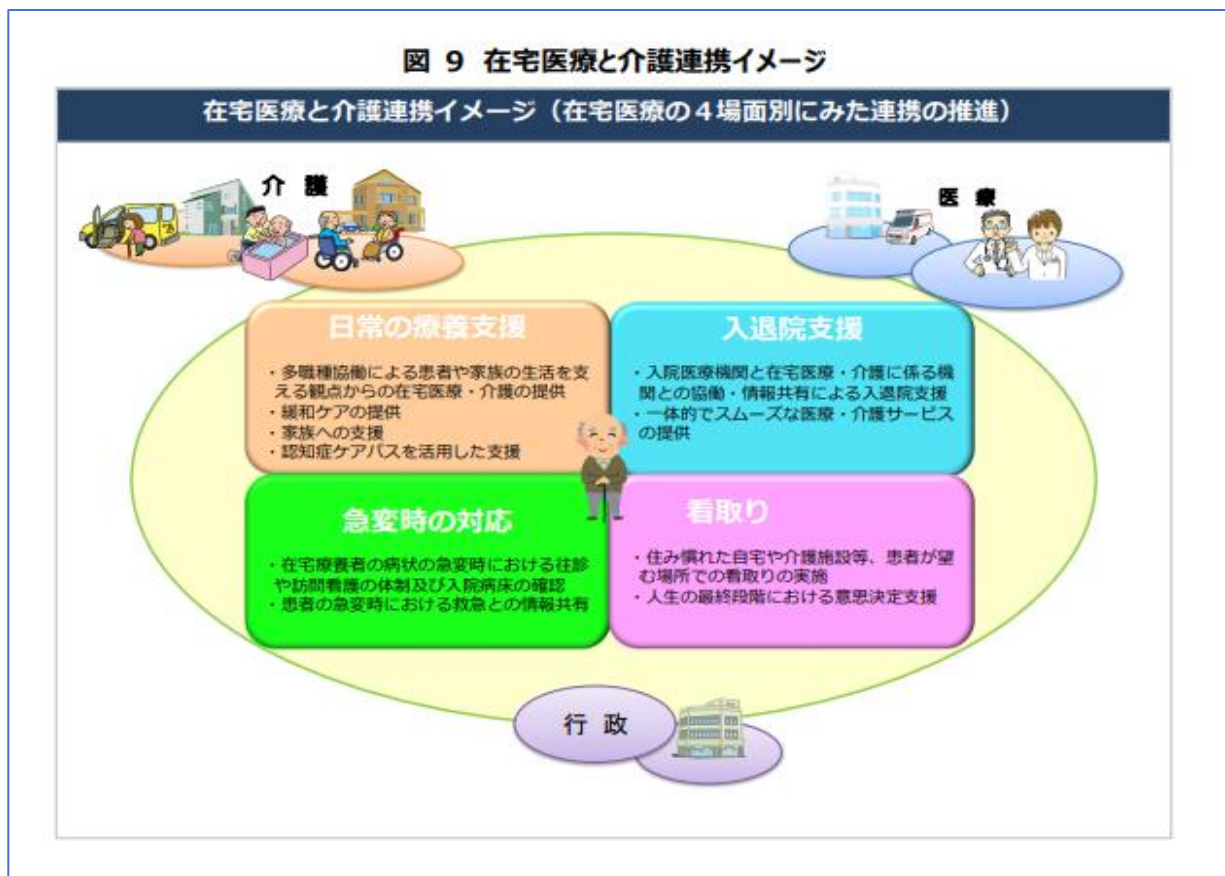 図 9 在宅医療と介護連携イメージ
在宅医療と介護連携イメージ（在宅医療の４場面別にみた連携の推進）
介 護
医 療
日常の療養支援
・多職種協働による患者や家族の生活を支
える観点からの在宅医療・介護の提供
・緩和ケアの提供
・家族への支援
・認知症ケアパスを活用した支援
入退院支援
・入院医療機関と在宅医療・介護に係る機
関との協働・情報共有による入退院支援
・一体的でスムーズな医療・介護サービス
の提供
急変時の対応
・在宅療養者の病状の急変時における往診
や訪問看護の体制及び入院病床の確認
・患者の急変時における救急との情報共有
看取り
・住み慣れた自宅や介護施設等、患者が望
む場所での看取りの実施
・人生の最終段階における意思決定支援
行 政